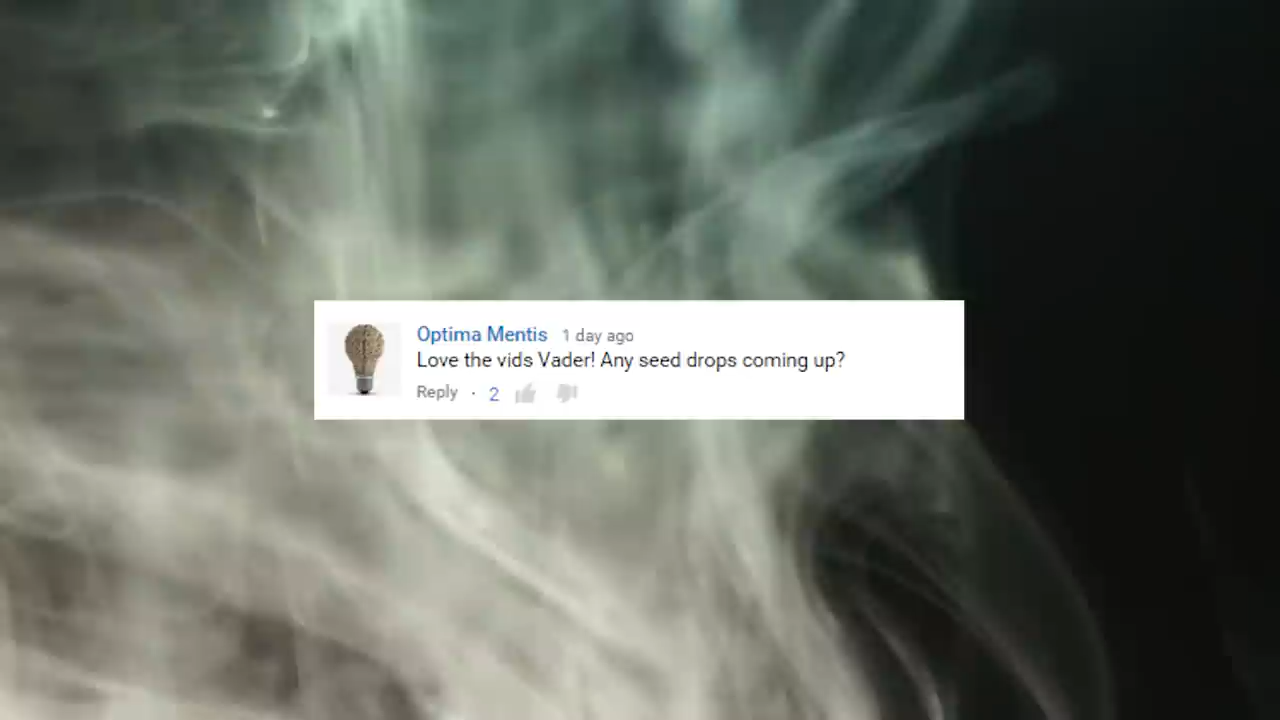 Optima Mentis 1 day ago
Love the vids Vader! Any seed drops coming up?
Reply · 2